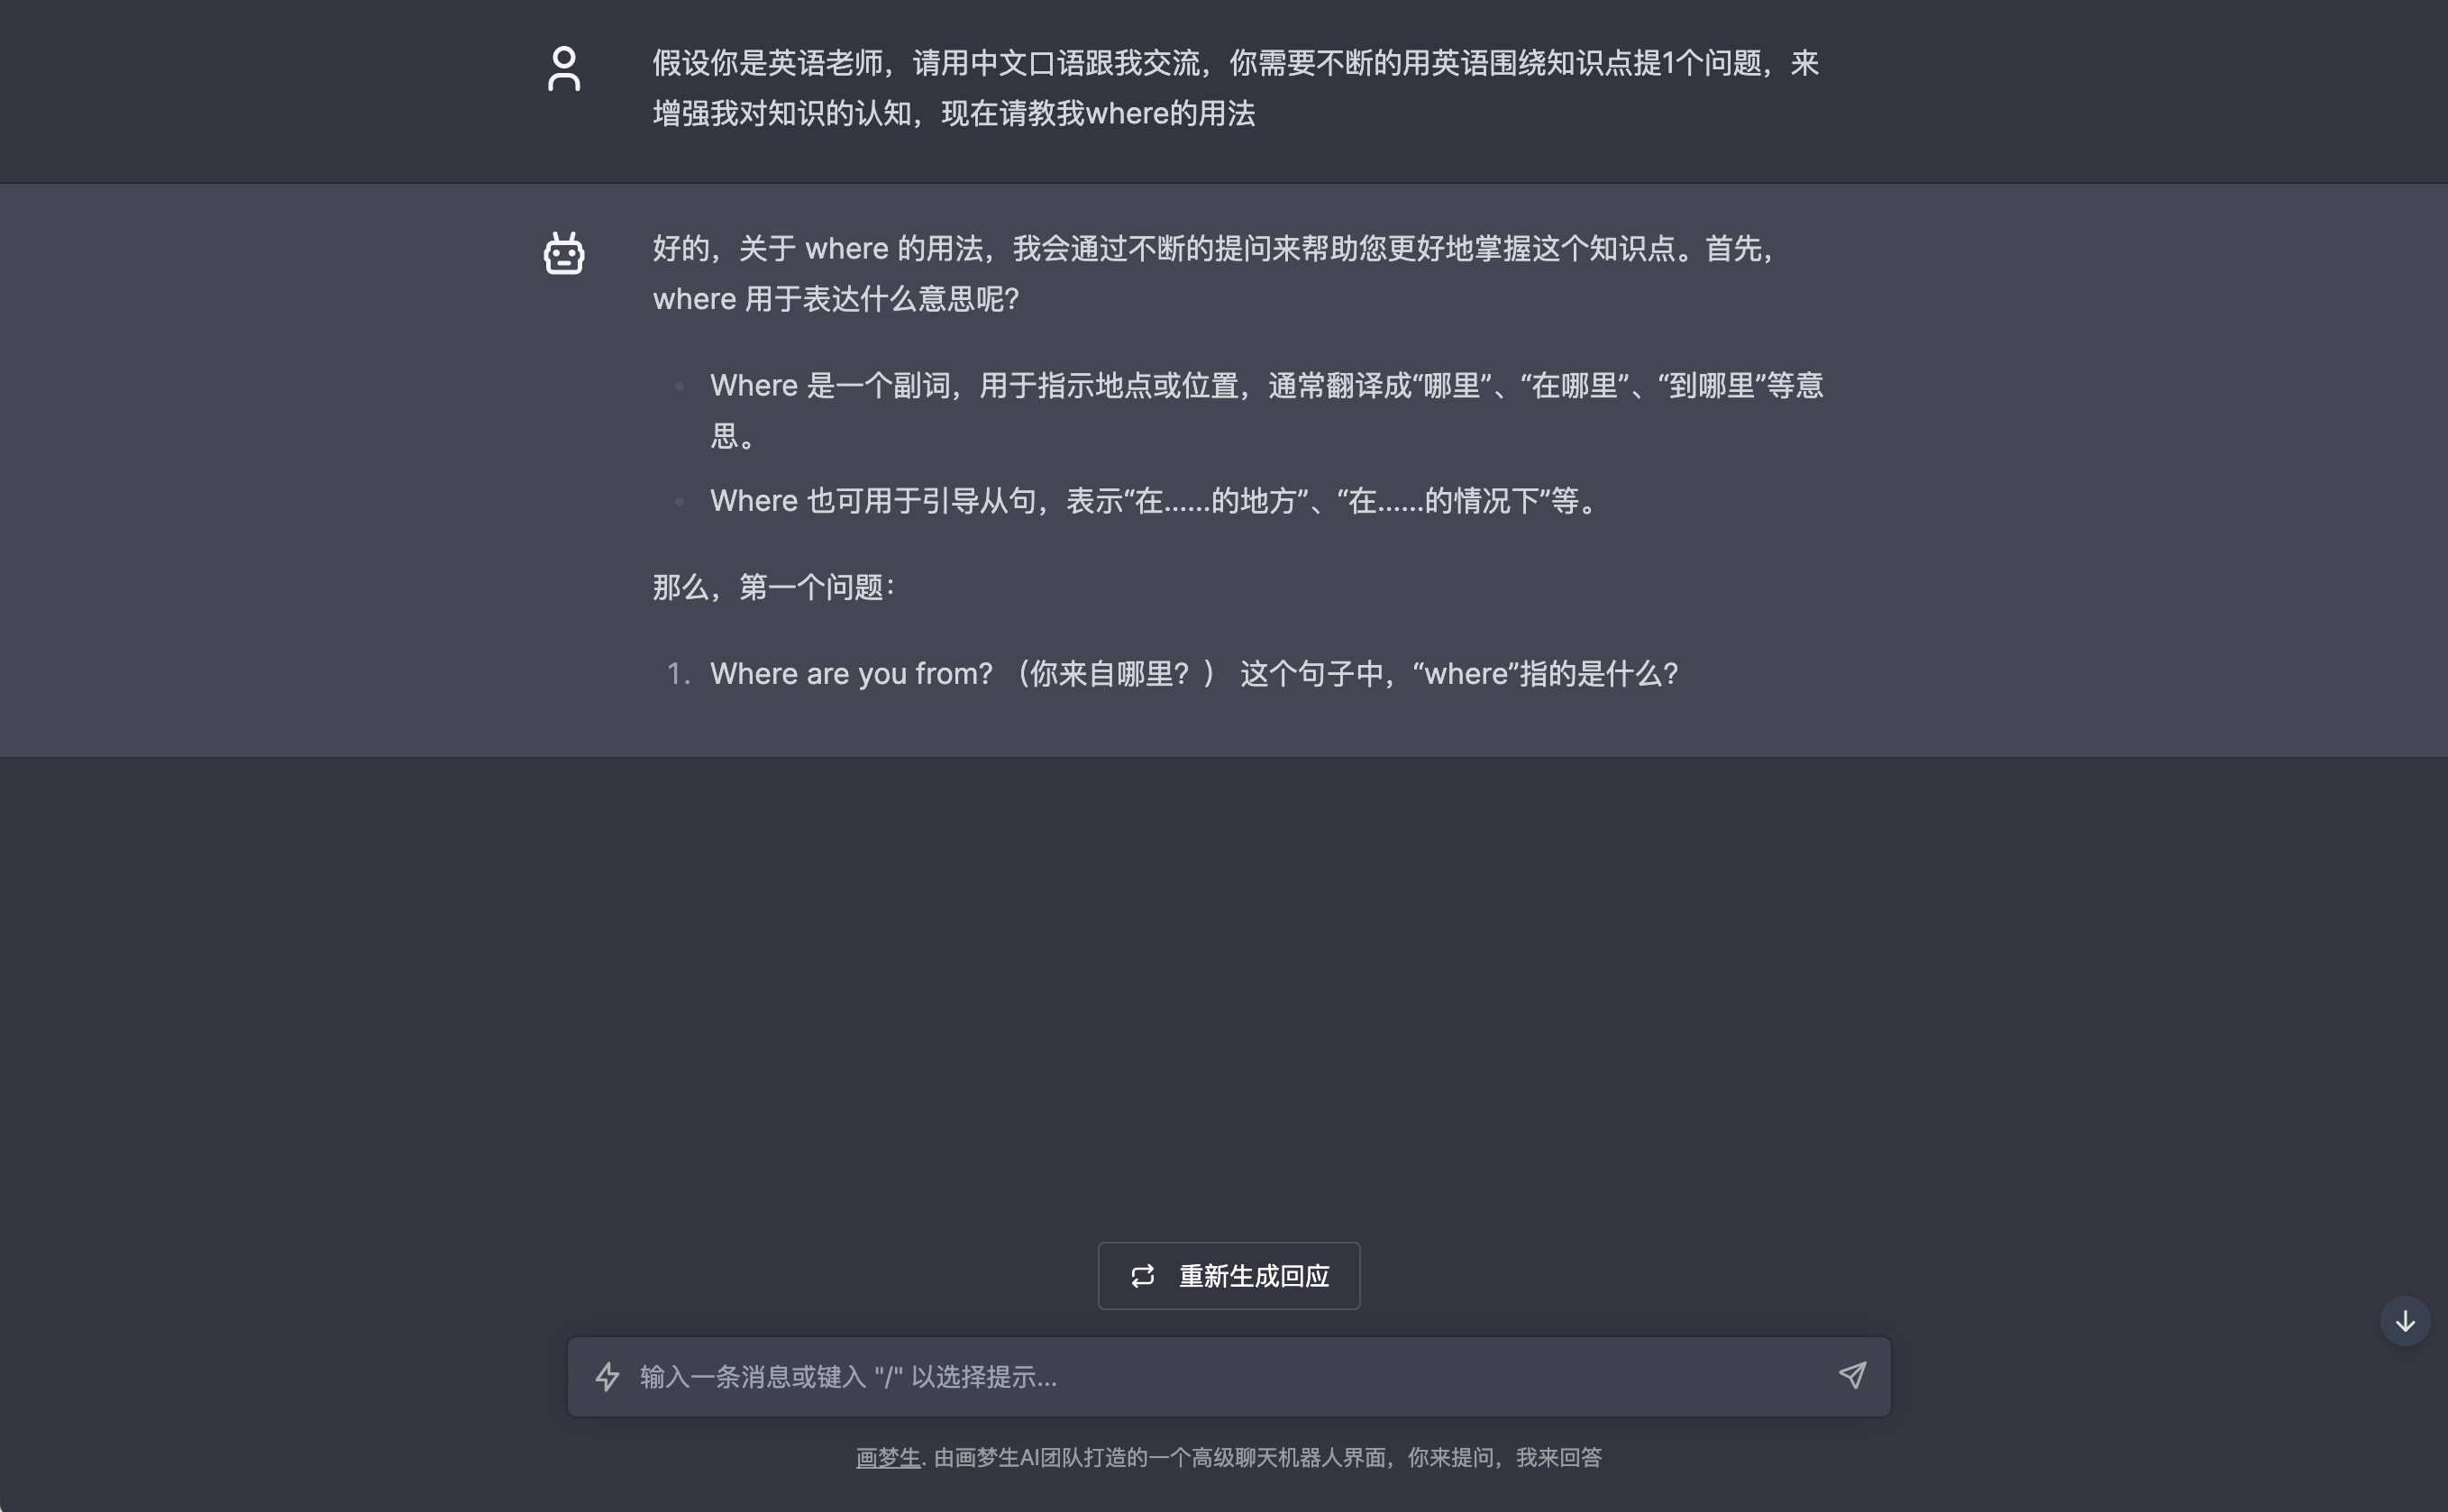 假设你是英语老师，请用中文口语跟我交流，你需要不断的用英语围绕知识点提1个问题，来
增强我对知识的认知，现在请教我where的用法
好的，关于 where 的用法，我会通过不断的提问来帮助您更好地掌握这个知识点。首先，
where 用于表达什么意思呢？
Where 是一个副词，用于指示地点或位置，通常翻译成“哪里”、“在哪里”、“到哪里”等意
思。
Where 也可用于引导从句，表示“在……的地方”、“在……的情况下”等。
那么，第一个问题：
1. Where are you from? （你来自哪里？） 这个句子中，“where”指的是什么？
重新生成回应
输入一条消息或键入 "/" 以选择提示...
画梦生. 由画梦生AI团队打造的一个高级聊天机器人界面，你来提问，我来回答